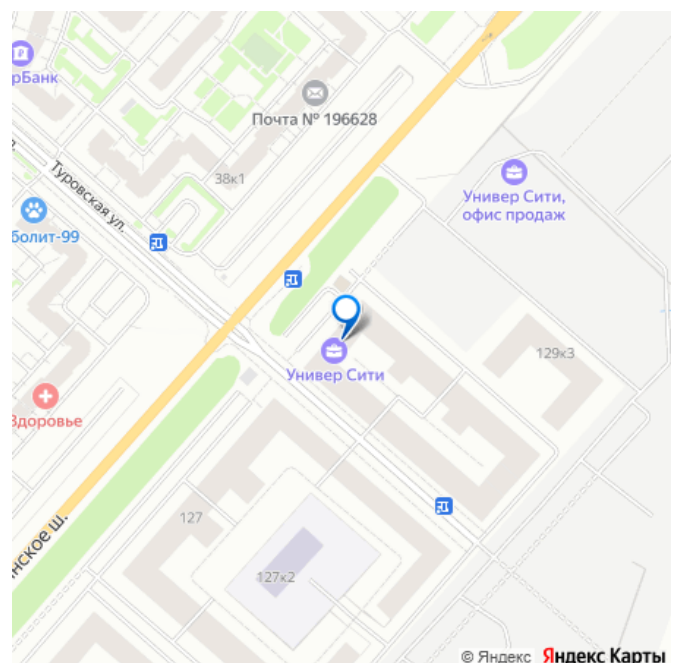 рБанк
Почта № 196628
38к1
Туровская ул.
Универ Сити,
офис продаж
болит-99
129к3
Универ Сити
Здоровье
127
нское ш.
127к2
© Яндекс Яндекс Карты